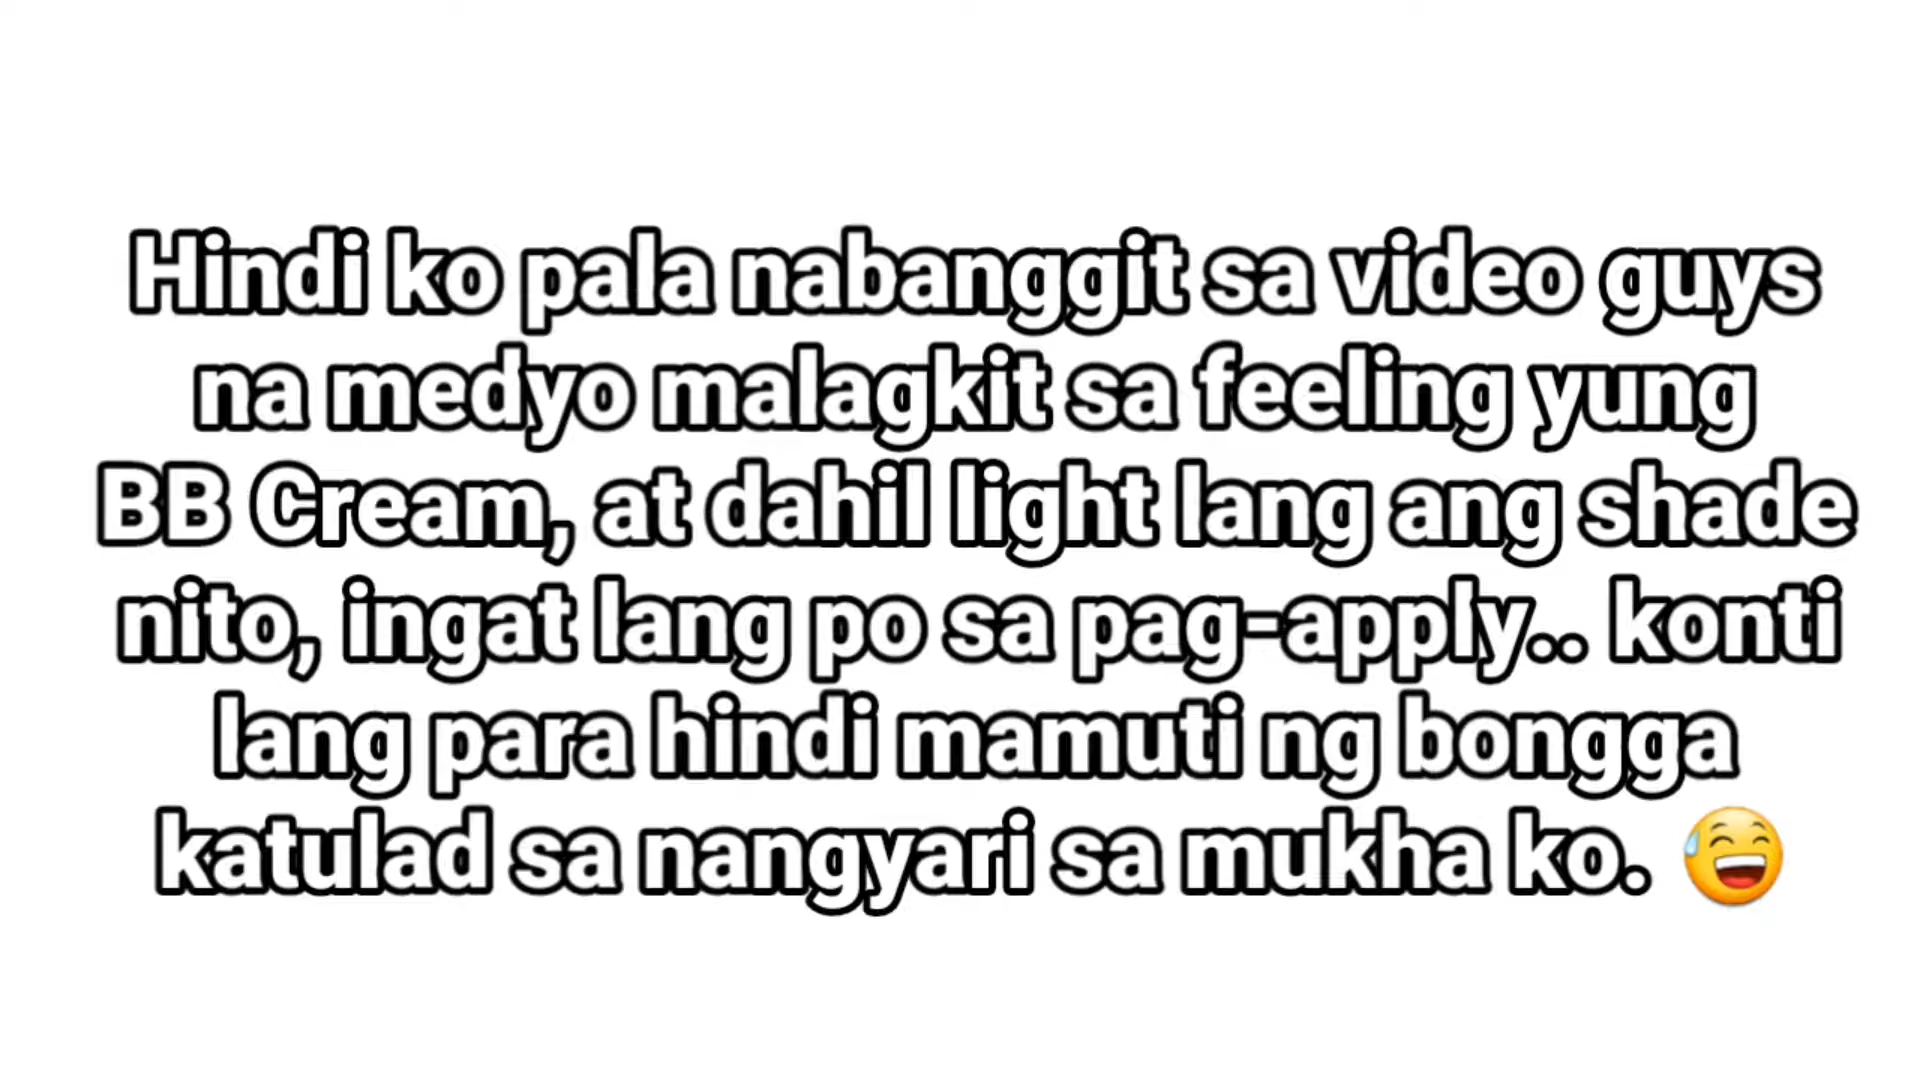 Hindi ko pala nabanggit sa video guys
na medyo malagkit sa feeling yung
BB Cream, at dahil light lang ang shade
nito, ingat lang po sa pag-apply.. konti
lang para hindi mamuti ng bongga
katulad sa nangyari sa mukha ko. 😅